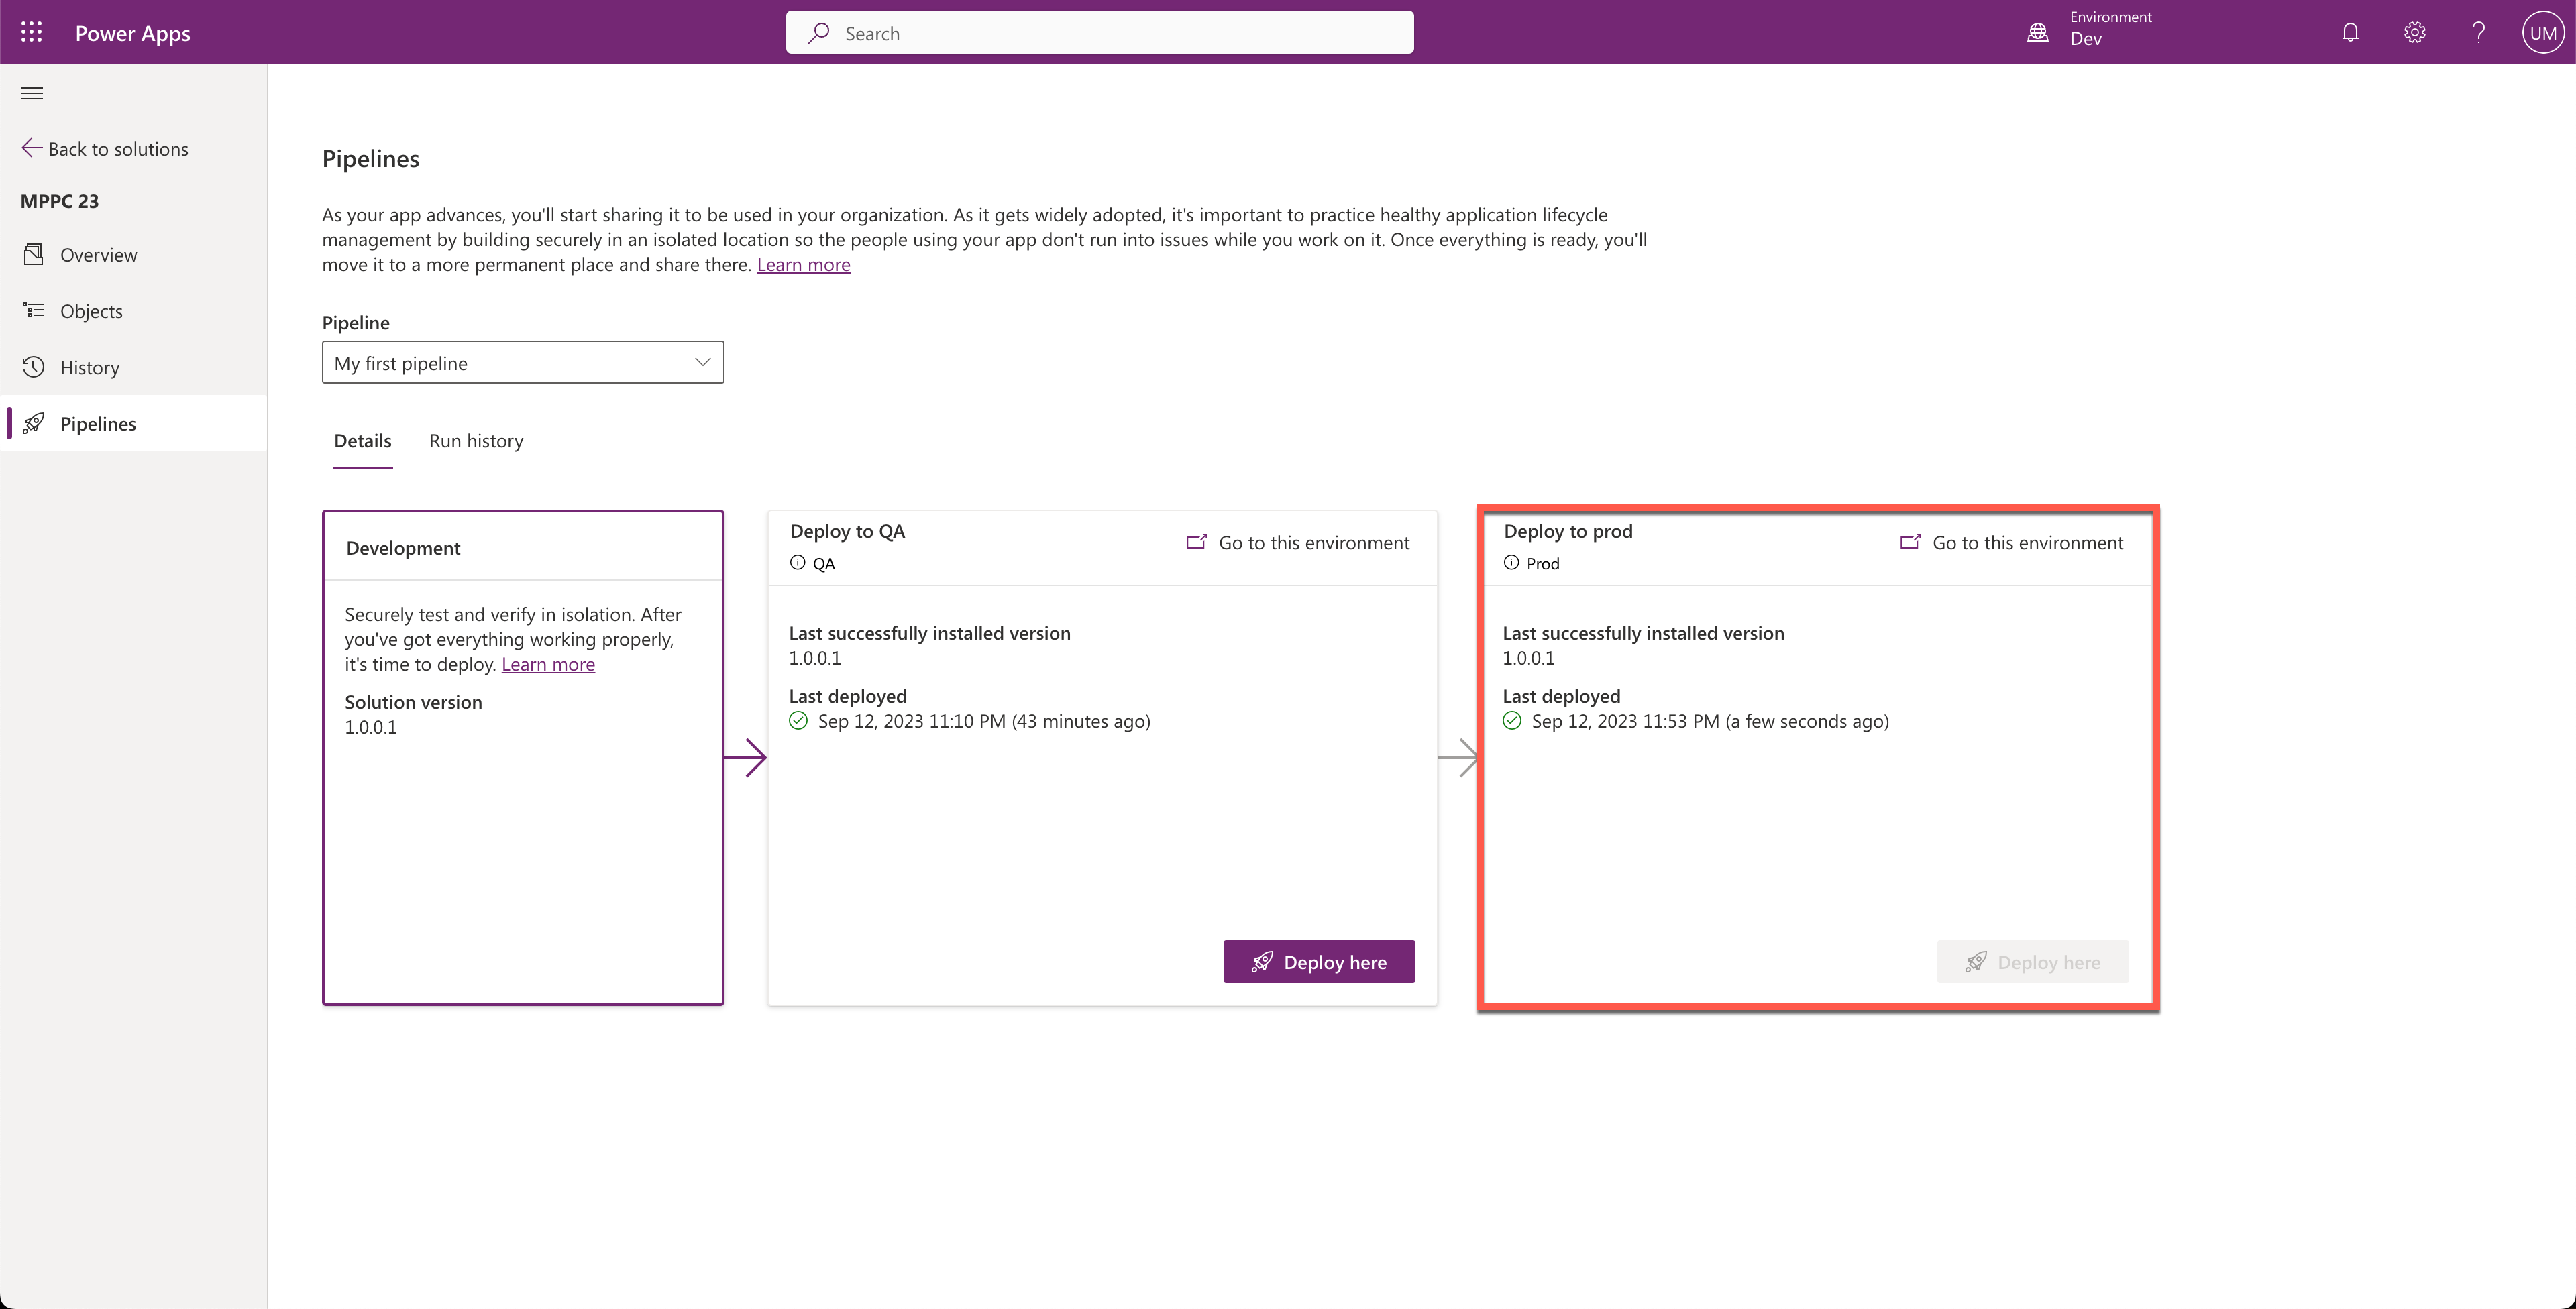 Power Apps
Search
Environment
Dev
UM
Back to solutions
MPPC 23
Overview
Objects
History
Pipelines
Pipelines
As your app advances, you'll start sharing it to be used in your organization. As it gets widely adopted, it's important to practice healthy application lifecycle
management by building securely in an isolated location so the people using your app don't run into issues while you work on it. Once everything is ready, you'll
move it to a more permanent place and share there. Learn more
Pipeline
My first pipeline
Details
Run history
Development
Securely test and verify in isolation. After
you've got everything working properly,
it's time to deploy. Learn more
Solution version
1.0.0.1
Deploy to QA
QA
Go to this environment
Last successfully installed version
1.0.0.1
Last deployed
Sep 12, 2023 11:10 PM (43 minutes ago)
Deploy here
Deploy to prod
Prod
Go to this environment
Last successfully installed version
1.0.0.1
Last deployed
Sep 12, 2023 11:53 PM (a few seconds ago)
Deploy here